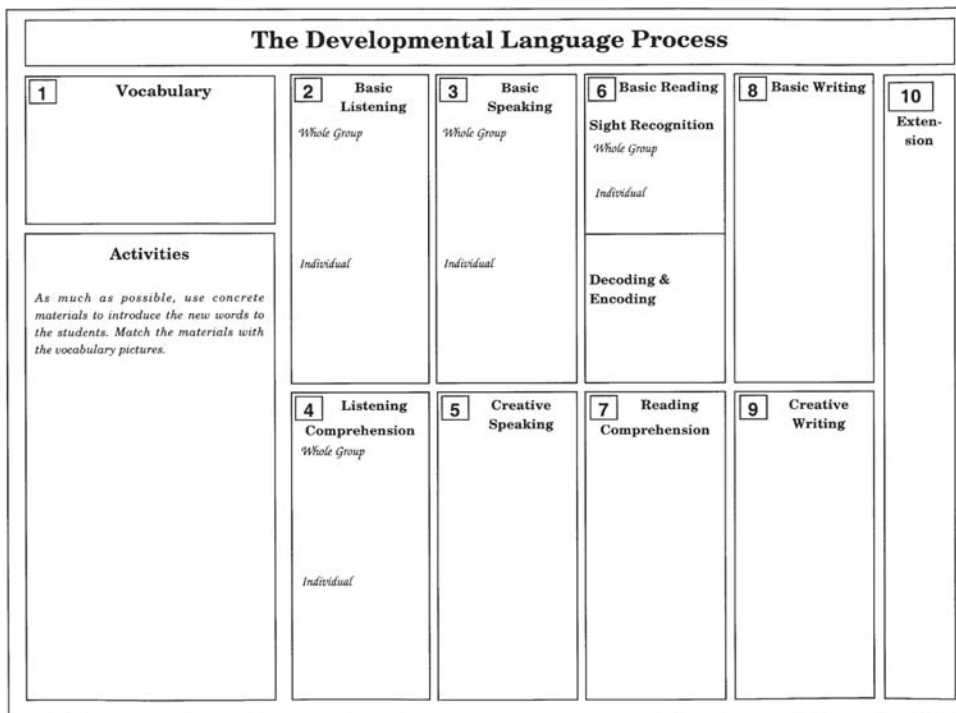 The Developmental Language Process
1 Vocabulary
Activities
As much as possible, use concrete
materials to introduce the new words to
the students. Match the materials with
the vocabulary pictures.
2 Basic
Listening
Whole Group
Individual
3 Basic
Speaking
Whole Group
Individual
4 Listening
Comprehension
Whole Group
Individual
5 Creative
Speaking
6 Basic Reading
Sight Recognition
Whole Group
Individual
Decoding &
Encoding
7 Reading
Comprehension
8 Basic Writing
9 Creative
Writing
10
Exten-
sion